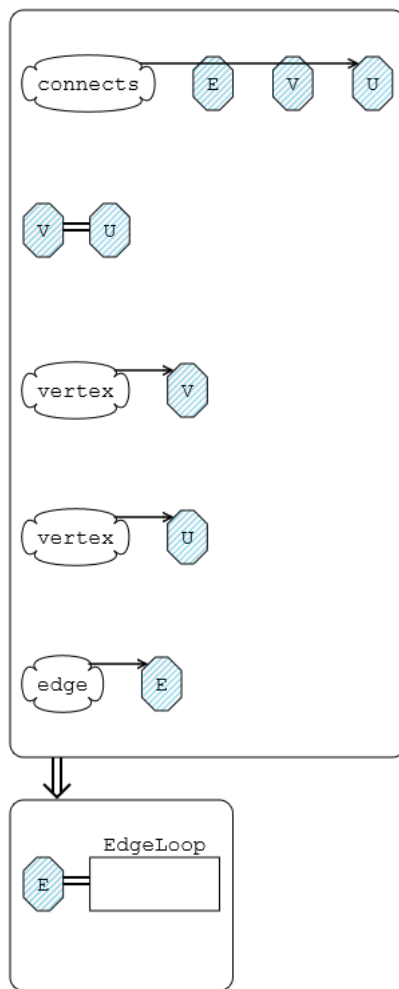 connects E V U
V U
vertex V
vertex U
edge E
EdgeLoop
E